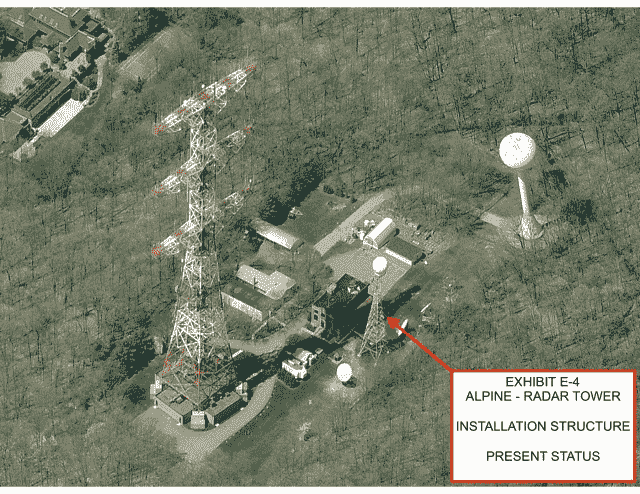 EXHIBIT E-4
ALPINE - RADAR TOWER
INSTALLATION STRUCTURE
PRESENT STATUS